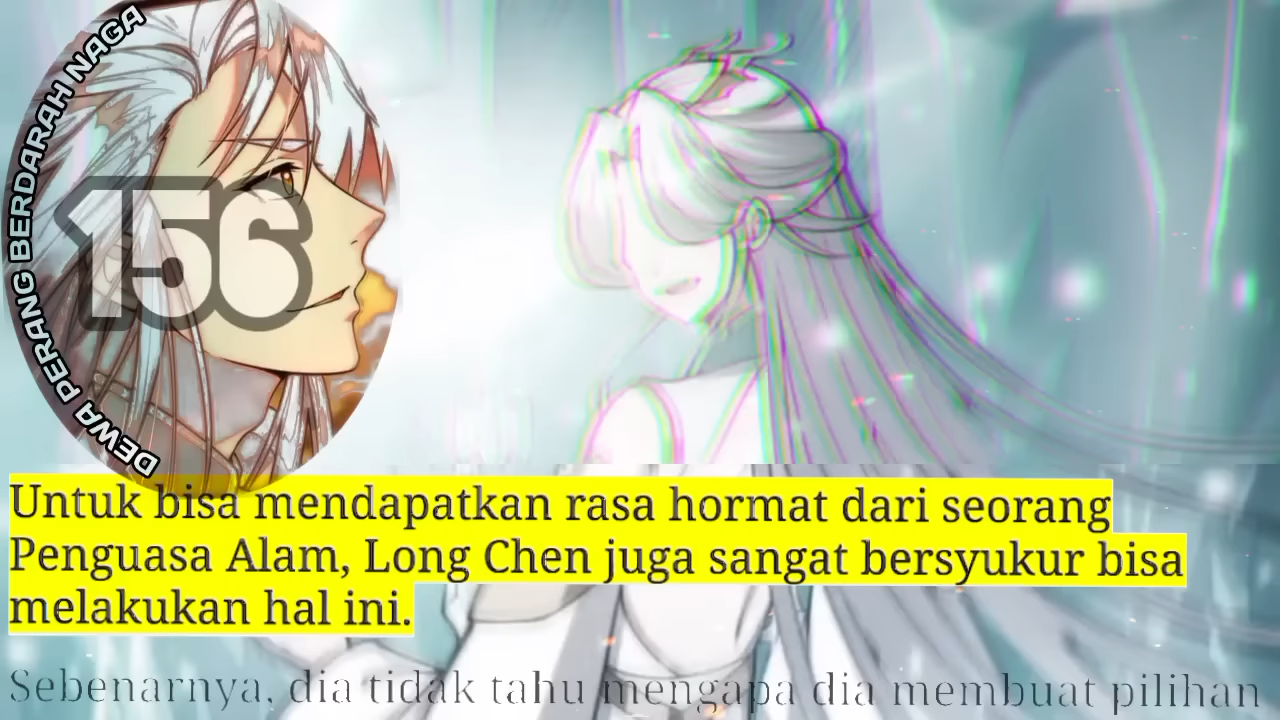 DEWA PERANG BERDARAH NAGA
156
Untuk bisa mendapatkan rasa hormat dari seorang
Penguasa Alam, Long Chen juga sangat bersyukur bisa
melakukan hal ini.
Sebenarnya, dia tidak tahu mengapa dia membuat pilihan